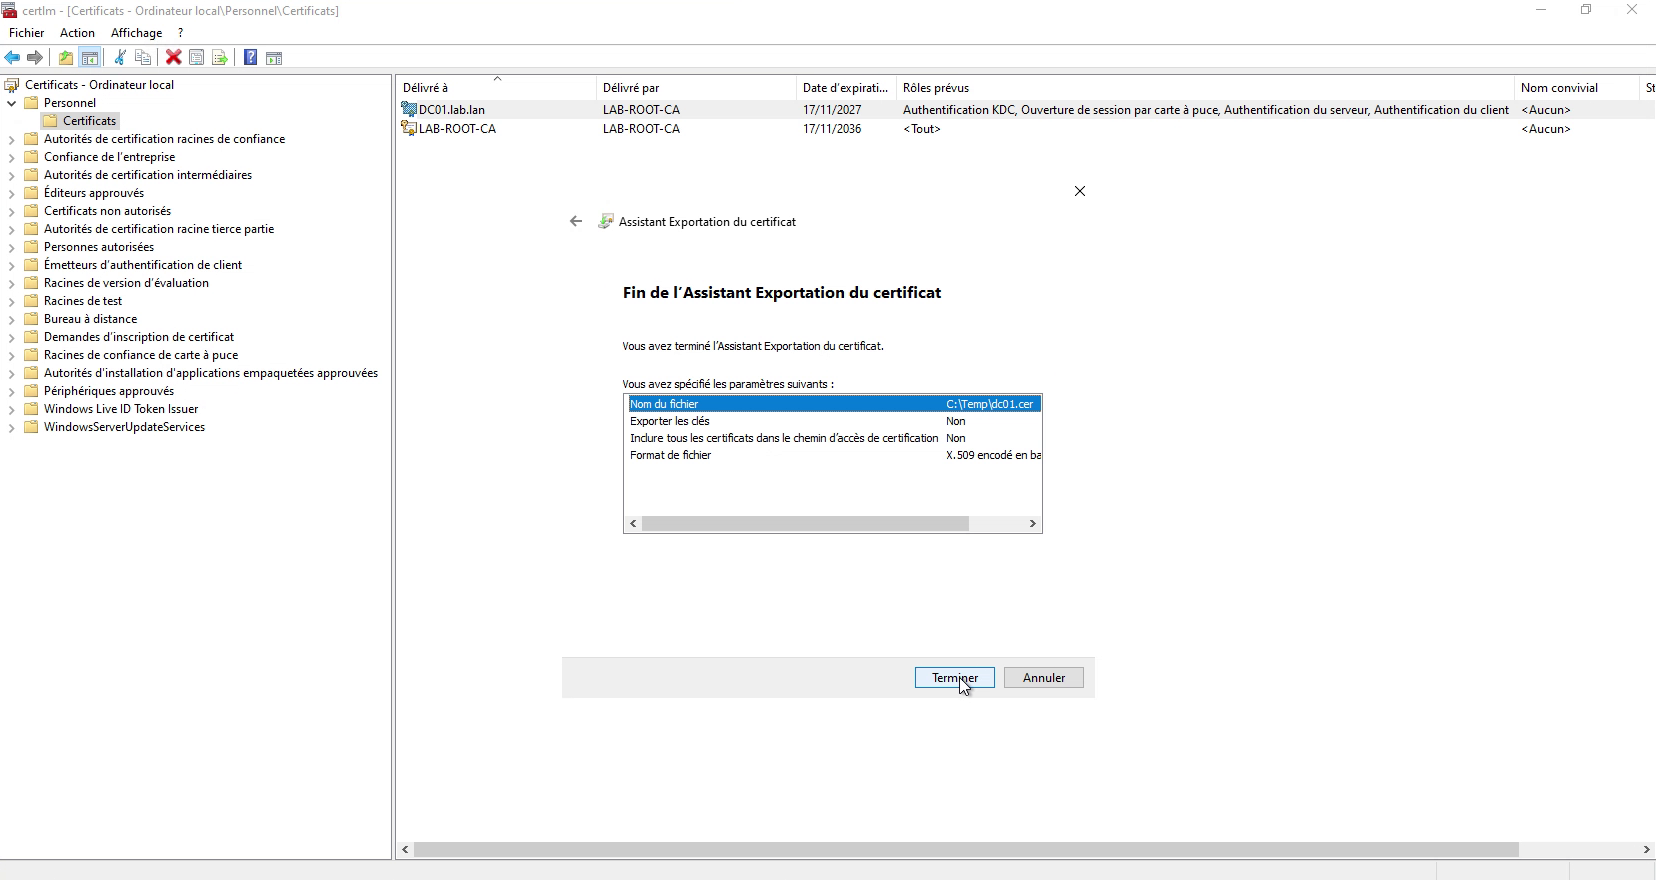 certlm - [Certificats - Ordinateur local\Personnel\Certificats]
Fichier Action Affichage ?
Certificats - Ordinateur local
Personnel
Certificats
Autorités de certification racines de confiance
Confiance de l'entreprise
Autorités de certification intermédiaires
Éditeurs approuvés
Certificats non autorisés
Autorités de certification racine tierce partie
Personnes autorisées
Émetteurs d'authentification de client
Racines de version d'évaluation
Racines de test
Bureau à distance
Demandes d'inscription de certificat
Racines de confiance de carte à puce
Autorités d'installation d'applications empaquetées approuvées
Périphériques approuvés
Windows Live ID Token Issuer
WindowsServerUpdateServices
Délivré à Délivré par Date d'expirati... Rôles prévus Nom convivial St
DC01.lab.lan LAB-ROOT-CA 17/11/2027 Authentification KDC, Ouverture de session par carte à puce, Authentification du serveur, Authentification du client <Aucun>
LAB-ROOT-CA LAB-ROOT-CA 17/11/2036 <Tout> <Aucun>
Assistant Exportation du certificat
Fin de l'Assistant Exportation du certificat
Vous avez terminé l'Assistant Exportation du certificat.
Vous avez spécifié les paramètres suivants :
Nom du fichier C:\Temp\dc01.cer
Exporter les clés Non
Inclure tous les certificats dans le chemin d'accès de certification Non
Format de fichier X.509 encodé en ba
Terminer Annuler